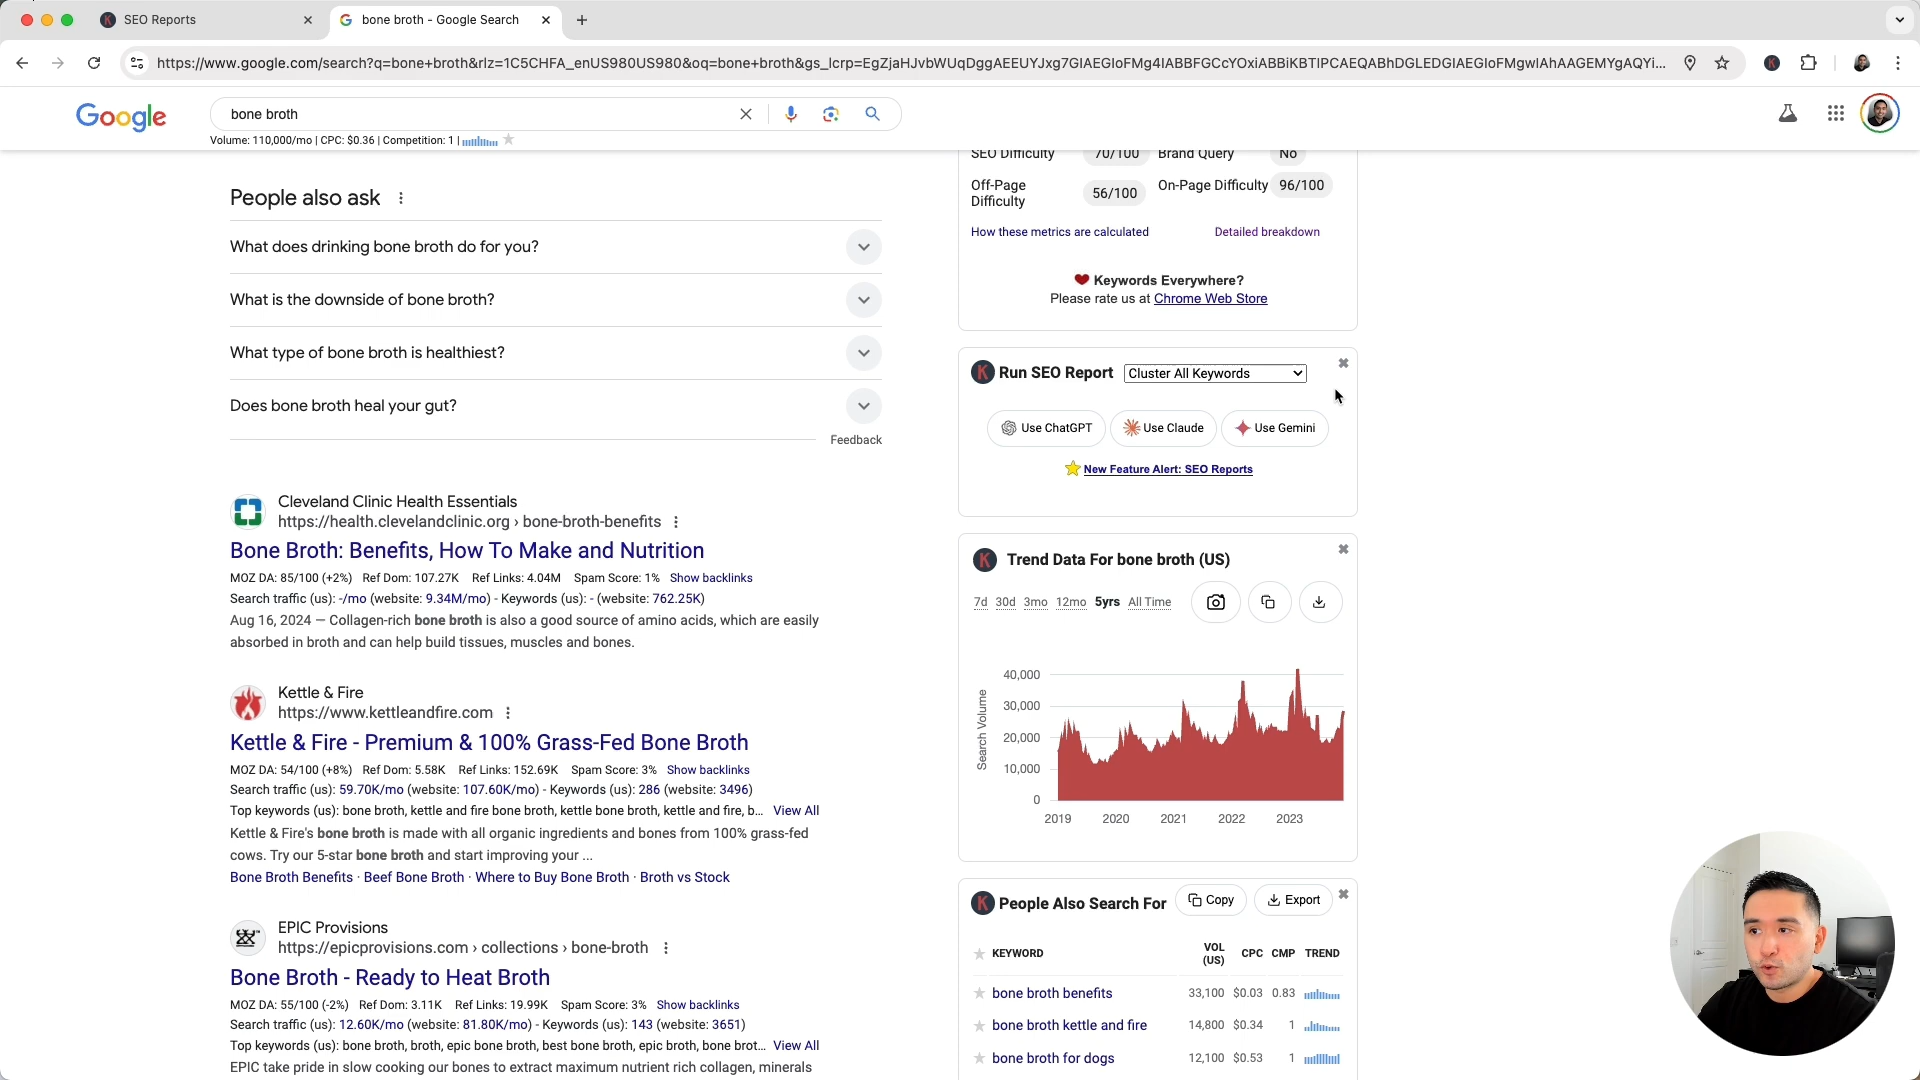 SEO Reports
bone broth - Google Search
https://www.google.com/search?q=bone+broth&rlz=1C5CHFA_enUS980US980&oq=bone+broth&gs_lcrp=EgZjaHJvbWUqDggAEEUYJxg7GIAEGIoFMg4IABBFGCcYOxiABBiKBTIPCAEQABhDGLEDGIAEGIoFMgwIAhAAGEMYgAQYi...
Google
bone broth
Volume: 110,000/mo | CPC: $0.36 | Competition: 1 |
People also ask
What does drinking bone broth do for you?
What is the downside of bone broth?
What type of bone broth is healthiest?
Does bone broth heal your gut?
Feedback
Cleveland Clinic Health Essentials
https://health.clevelandclinic.org › bone-broth-benefits
Bone Broth: Benefits, How To Make and Nutrition
MOZ DA: 85/100 (+2%) Ref Dom: 107.27K Ref Links: 4.04M Spam Score: 1% Show backlinks
Search traffic (us): -/mo (website: 9.34M/mo) - Keywords (us): - (website: 762.25K)
Aug 16, 2024 — Collagen-rich bone broth is also a good source of amino acids, which are easily
absorbed in broth and can help build tissues, muscles and bones.
Kettle & Fire
https://www.kettleandfire.com
Kettle & Fire - Premium & 100% Grass-Fed Bone Broth
MOZ DA: 54/100 (+8%) Ref Dom: 5.58K Ref Links: 152.69K Spam Score: 3% Show backlinks
Search traffic (us): 59.70K/mo (website: 107.60K/mo) - Keywords (us): 286 (website: 3496)
Top keywords (us): bone broth, kettle and fire bone broth, kettle bone broth, kettle and fire, b... View All
Kettle & Fire's bone broth is made with all organic ingredients and bones from 100% grass-fed
cows. Try our 5-star bone broth and start improving your ...
Bone Broth Benefits · Beef Bone Broth · Where to Buy Bone Broth · Broth vs Stock
EPIC Provisions
https://epicprovisions.com › collections › bone-broth
Bone Broth - Ready to Heat Broth
MOZ DA: 55/100 (-2%) Ref Dom: 3.11K Ref Links: 19.99K Spam Score: 3% Show backlinks
Search traffic (us): 12.60K/mo (website: 81.80K/mo) - Keywords (us): 143 (website: 3651)
Top keywords (us): bone broth, broth, epic bone broth, best bone broth, epic broth, bone brot... View All
EPIC take pride in slow cooking our bones to extract maximum nutrient rich collagen, minerals
SEO Difficulty 70/100 Brand Query No
Off-Page Difficulty 56/100 On-Page Difficulty 96/100
How these metrics are calculated Detailed breakdown
Keywords Everywhere?
Please rate us at Chrome Web Store
K Run SEO Report Cluster All Keywords
Use ChatGPT Use Claude Use Gemini
New Feature Alert: SEO Reports
K Trend Data For bone broth (US)
7d 30d 3mo 12mo 5yrs All Time
Search Volume
40,000
30,000
20,000
10,000
0
2019 2020 2021 2022 2023
K People Also Search For Copy Export
KEYWORD VOL (US) CPC CMP TREND
bone broth benefits 33,100 $0.03 0.83
bone broth kettle and fire 14,800 $0.34 1
bone broth for dogs 12,100 $0.53 1